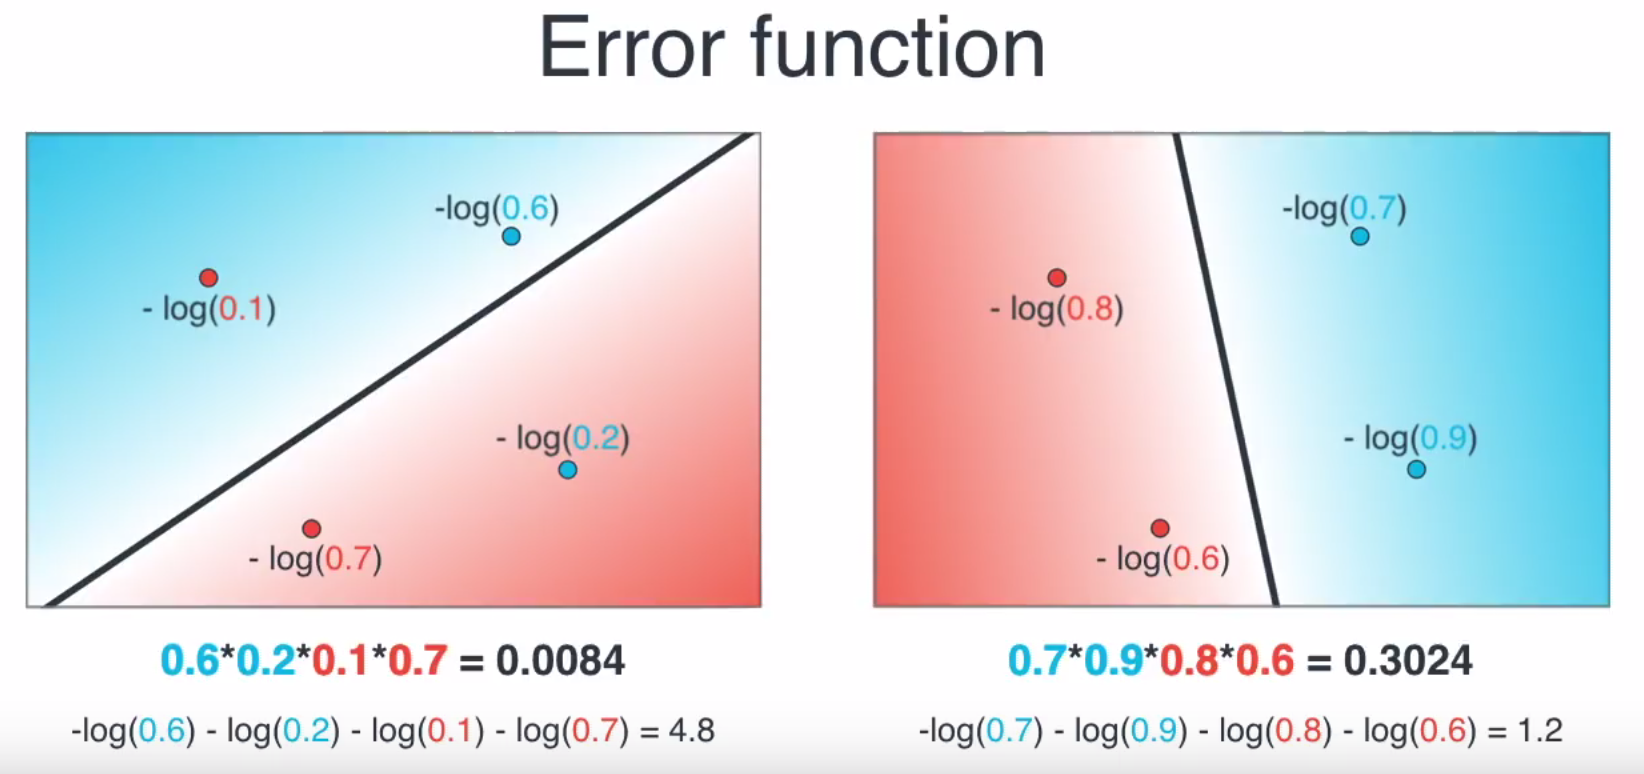 Error function
-log(0.6)
- log(0.1)
- log(0.2)
- log(0.7)
0.6*0.2*0.1*0.7 = 0.0084
-log(0.6) - log(0.2) - log(0.1) - log(0.7) = 4.8
-log(0.7)
- log(0.8)
- log(0.9)
- log(0.6)
0.7*0.9*0.8*0.6 = 0.3024
-log(0.7) - log(0.9) - log(0.8) - log(0.6) = 1.2